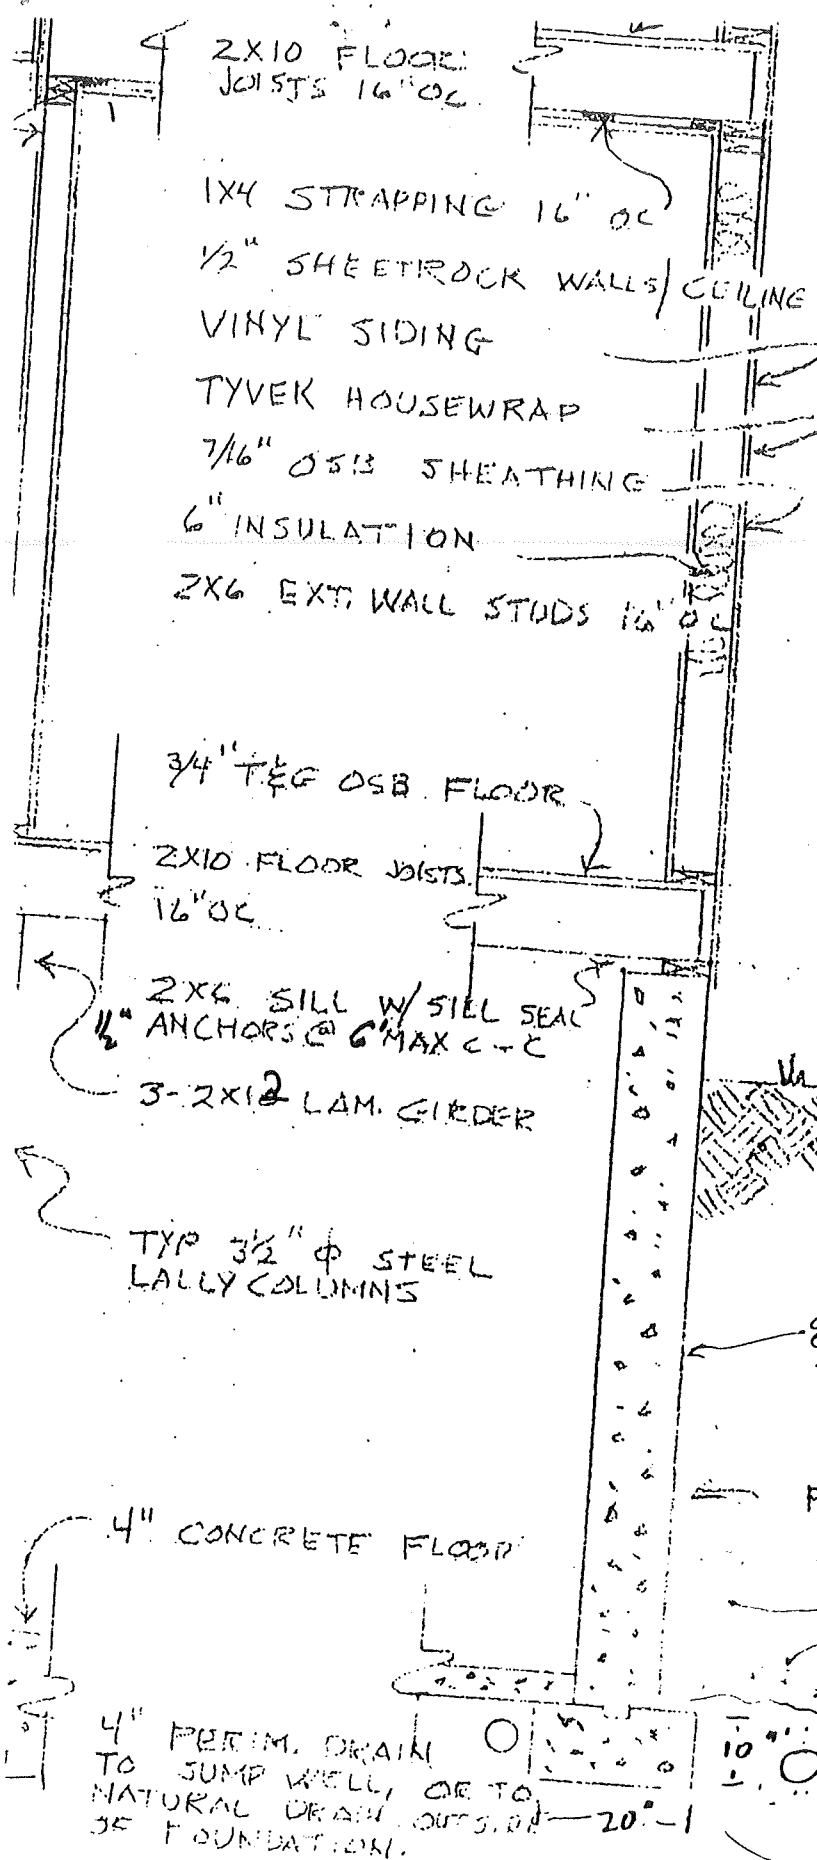 2X10 FLOOR
JOISTS 16" OC
1X4 STRAPPING 16" OC
1/2" SHEETROCK WALLS/CEILING
VINYL SIDING
TYVEK HOUSEWRAP
7/16" OSB SHEATHING
6" INSULATION
2X6 EXT. WALL STUDS 16" OC
3/4" T&G OSB FLOOR
2X10 FLOOR JOISTS
16" OC
2X6 SILL W/ SILL SEAL
1/2" ANCHORS @ 6' MAX C-C
3-2X12 LAM. GIRDER
TYP 3 1/2" φ STEEL
LALLY COLUMNS
4" CONCRETE FLOOR
4" PERIM. DRAIN
TO SUMP WELL, OR TO
NATURAL DRAIN OUTSIDE
OF FOUNDATION.
20"
10"